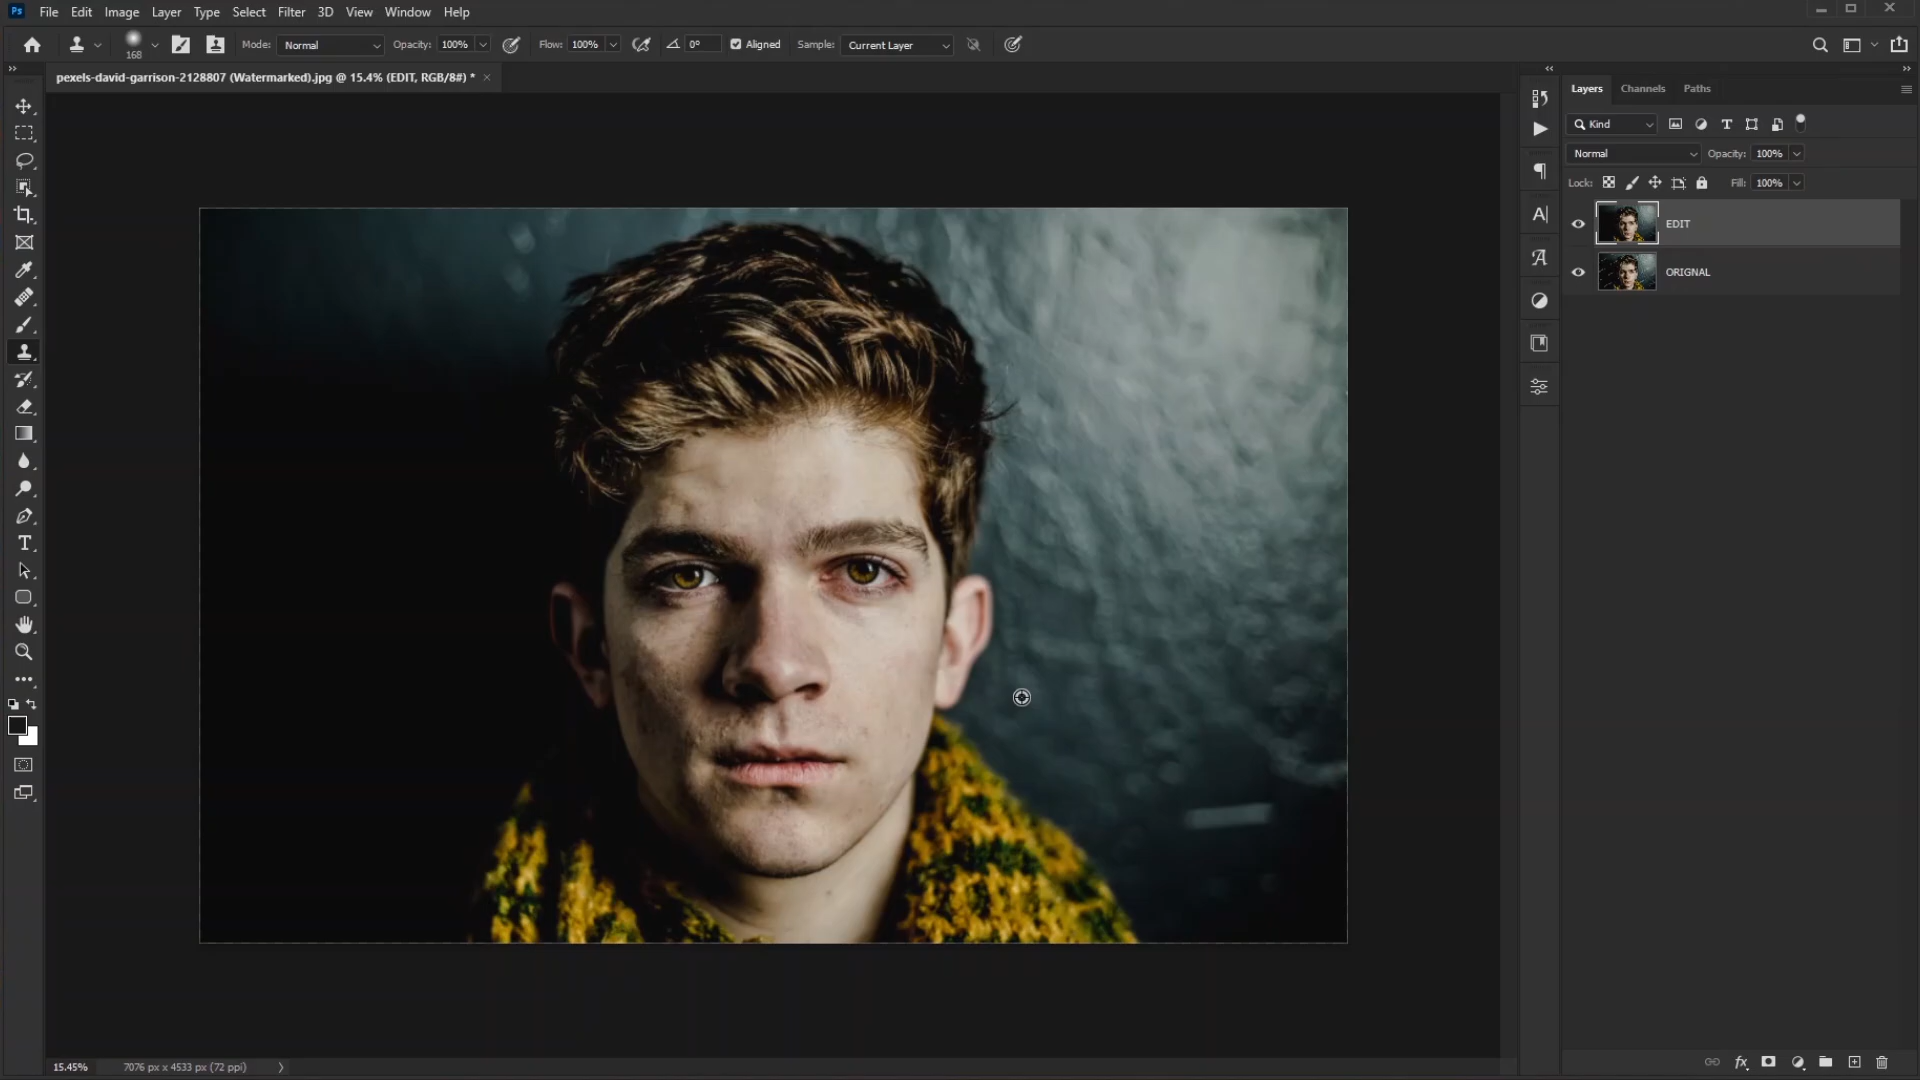 Ps File Edit Image Layer Type Select Filter 3D View Window Help
168 Mode: Normal Opacity: 100% Flow: 100% 0° Aligned Sample: Current Layer
pexels-david-garrison-2128807 (Watermarked).jpg @ 15.4% (EDIT, RGB/8#) * ×
Layers Channels Paths
Kind
Normal Opacity: 100%
Lock: Fill: 100%
EDIT
ORIGNAL
15.45% 7076 px x 4533 px (72 ppi)